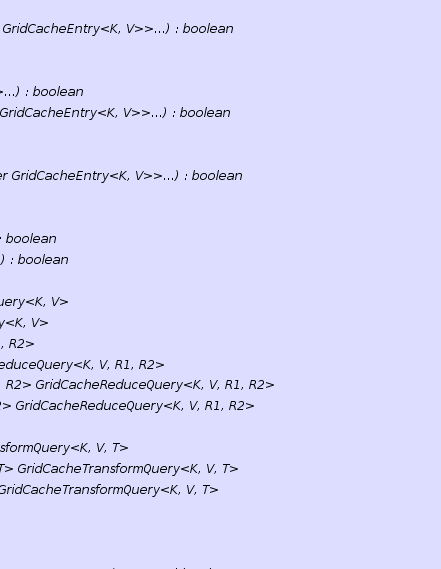 GridCacheEntry<K, V>>...) : boolean
>...) : boolean
GridCacheEntry<K, V>>...) : boolean
er GridCacheEntry<K, V>>...) : boolean
: boolean
) : boolean
uery<K, V>
y<K, V>
, R2>
educeQuery<K, V, R1, R2>
, R2> GridCacheReduceQuery<K, V, R1, R2>
> GridCacheReduceQuery<K, V, R1, R2>
sformQuery<K, V, T>
T> GridCacheTransformQuery<K, V, T>
GridCacheTransformQuery<K, V, T>